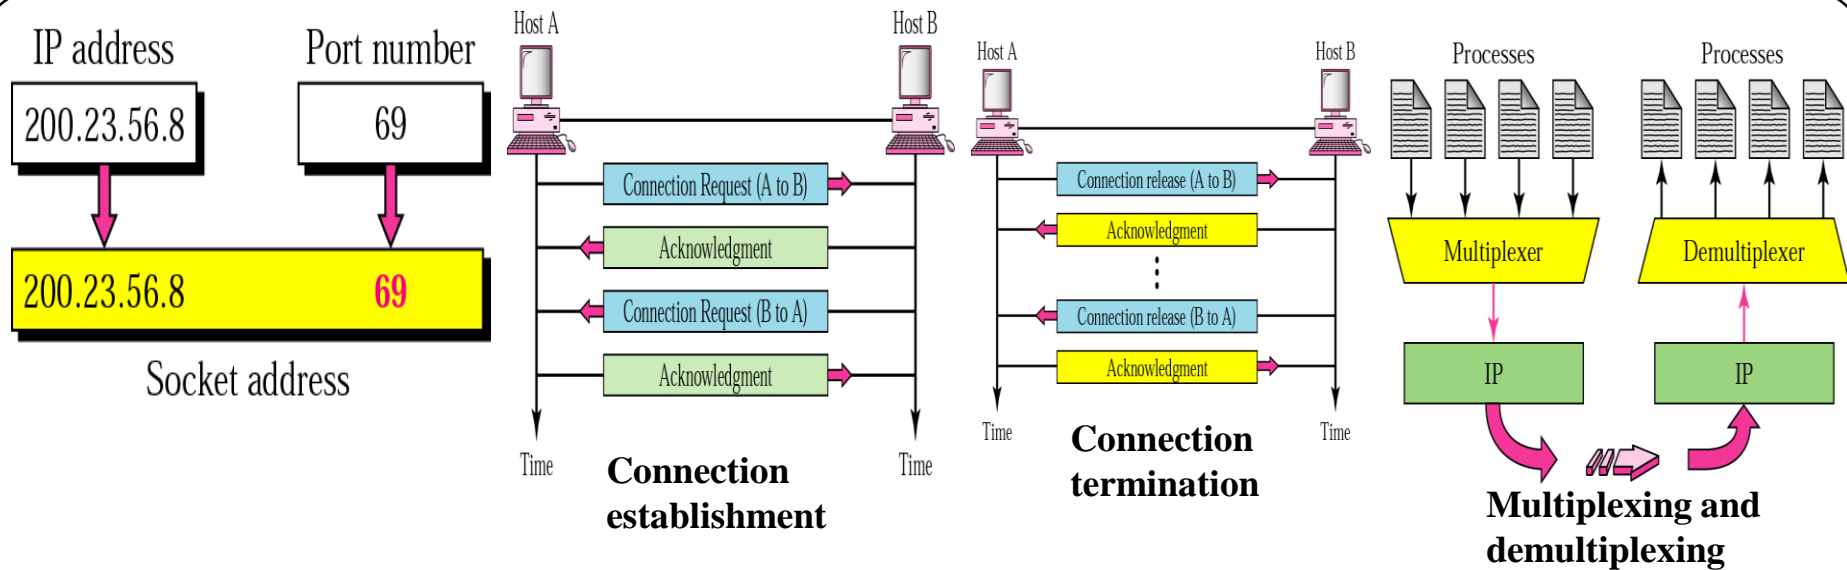 IP address
Port number
200.23.56.8
69
200.23.56.8
69
Socket address
Host A
Host B
Connection Request (A to B)
Acknowledgment
Connection Request (B to A)
Acknowledgment
Time
Time
Connection
establishment
Host A
Host B
Connection release (A to B)
Acknowledgment
Connection release (B to A)
Acknowledgment
Time
Time
Connection
termination
Processes
Processes
Multiplexer
Demultiplexer
IP
IP
Multiplexing and
demultiplexing